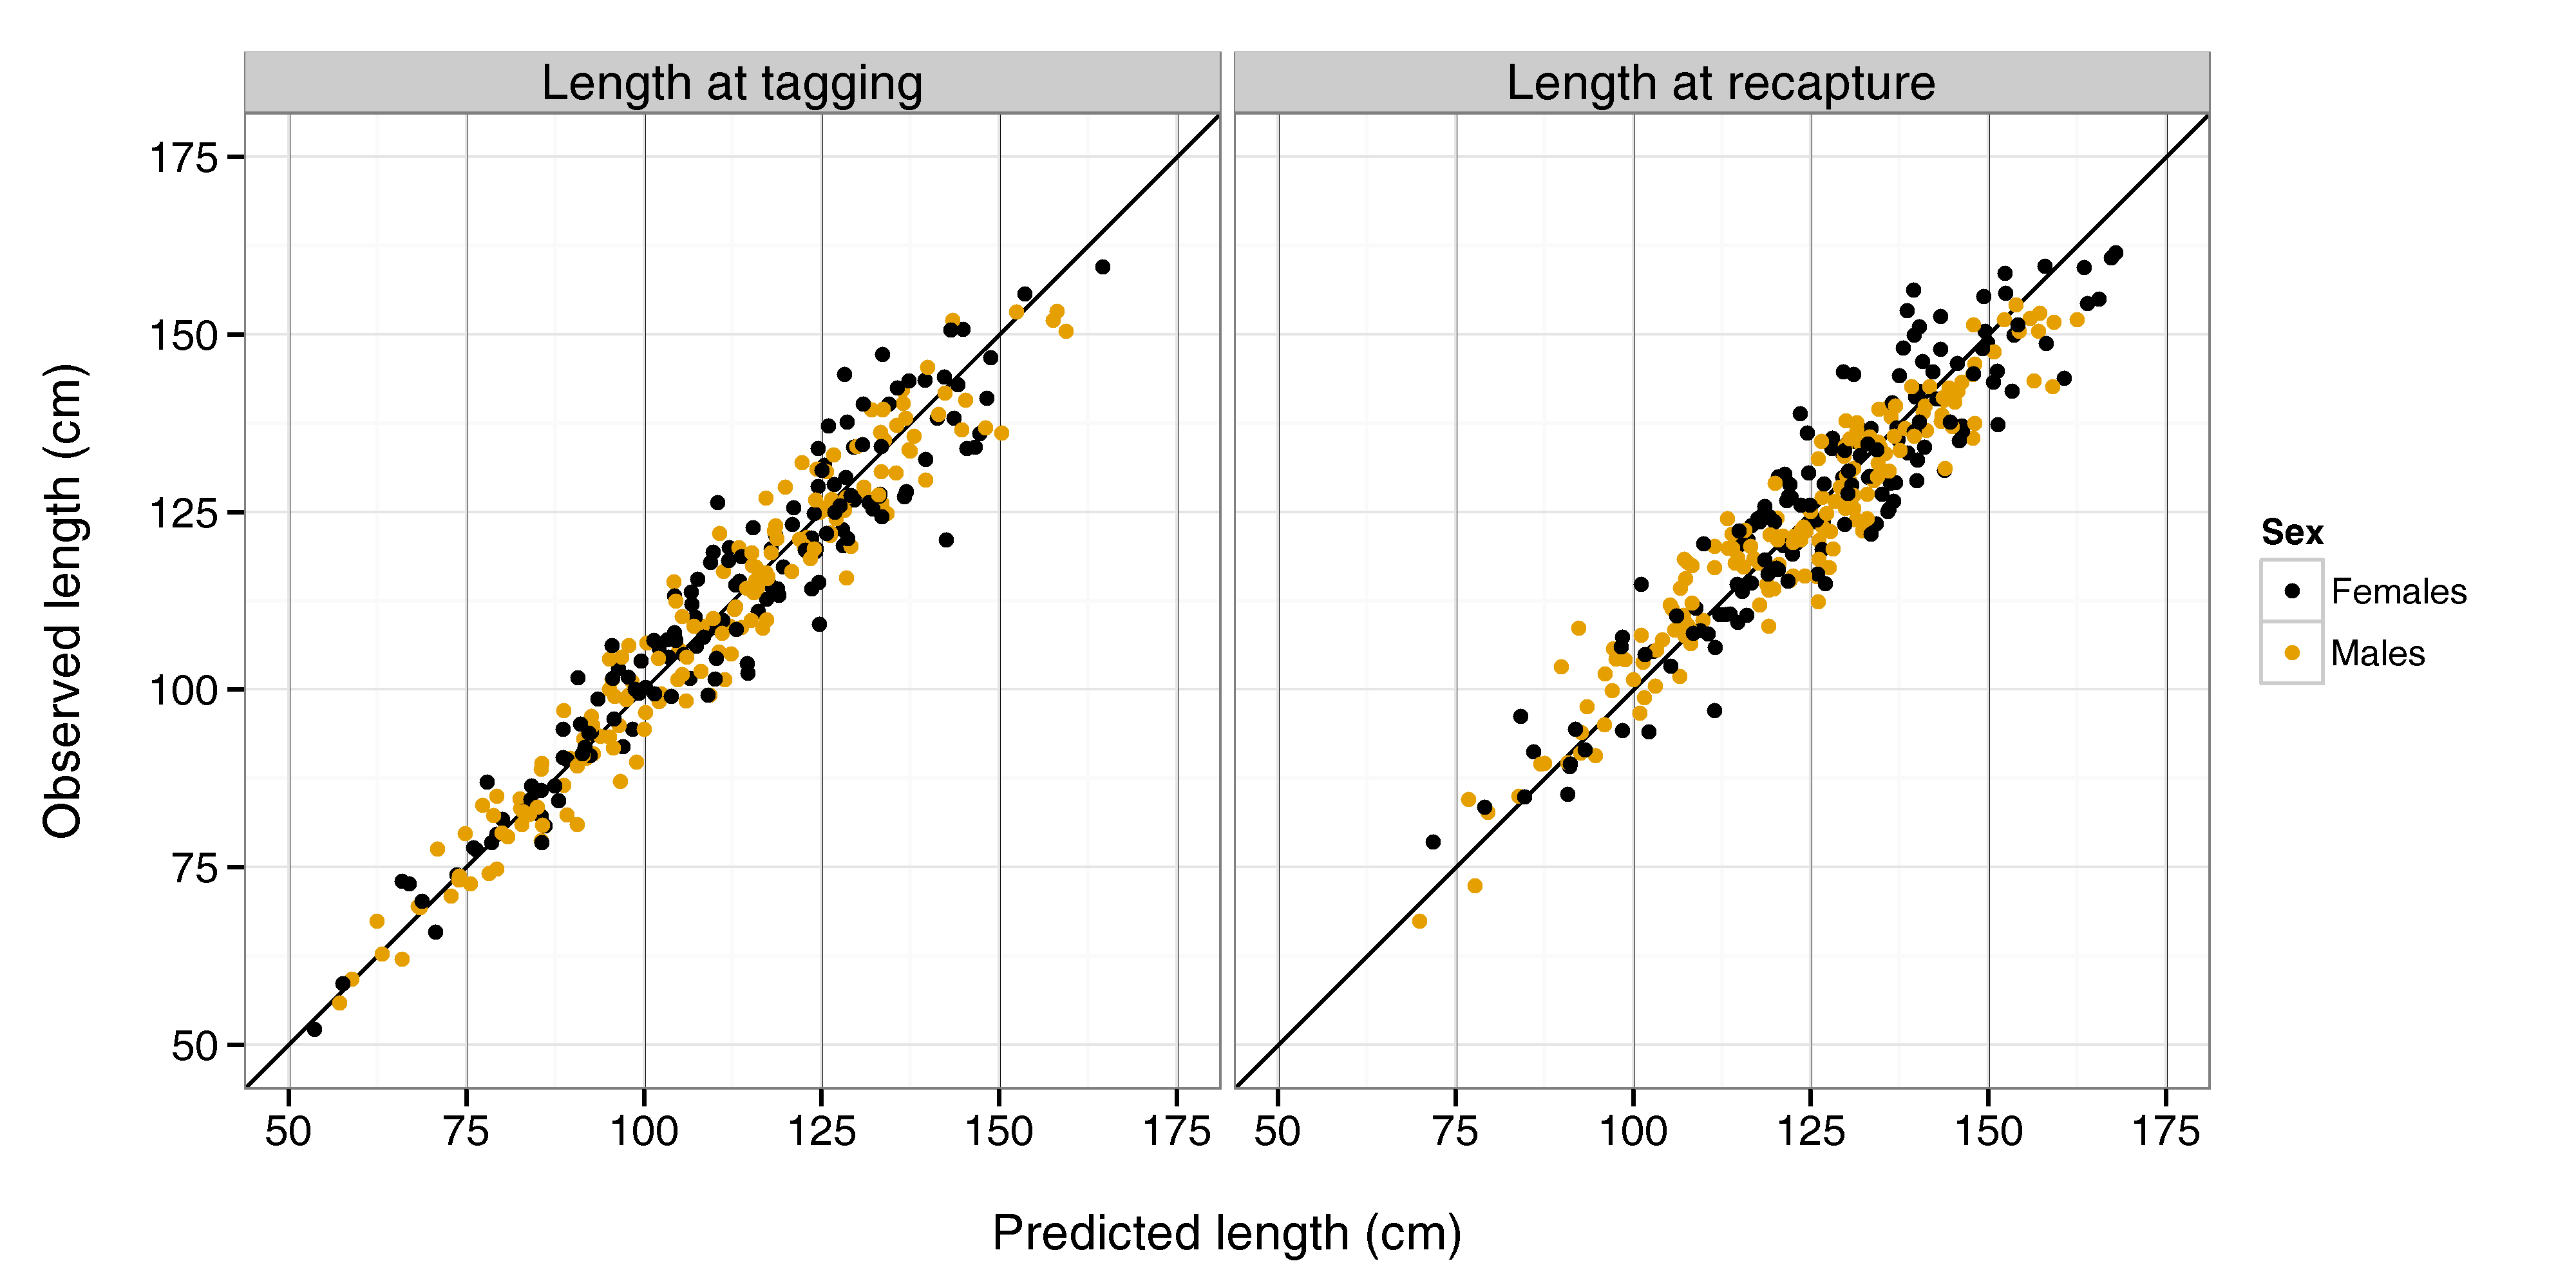 Length at tagging
Length at recapture
175
150
125
100
75
50
50 75 100 125 150 175
50 75 100 125 150 175
Observed length (cm)
Predicted length (cm)
Sex
Females
Males